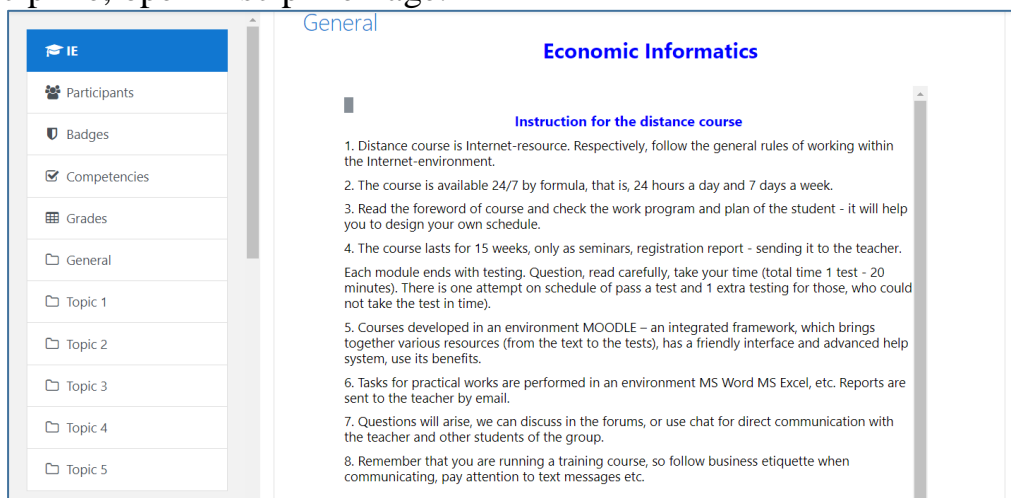 General
Economic Informatics
IE
Participants
Badges
Competencies
Grades
General
Topic 1
Topic 2
Topic 3
Topic 4
Topic 5
Instruction for the distance course
1. Distance course is Internet-resource. Respectively, follow the general rules of working within
the Internet-environment.
2. The course is available 24/7 by formula, that is, 24 hours a day and 7 days a week.
3. Read the foreword of course and check the work program and plan of the student - it will help
you to design your own schedule.
4. The course lasts for 15 weeks, only as seminars, registration report - sending it to the teacher.
Each module ends with testing. Question, read carefully, take your time (total time 1 test - 20
minutes). There is one attempt on schedule of pass a test and 1 extra testing for those, who could
not take the test in time).
5. Courses developed in an environment MOODLE – an integrated framework, which brings
together various resources (from the text to the tests), has a friendly interface and advanced help
system, use its benefits.
6. Tasks for practical works are performed in an environment MS Word MS Excel, etc. Reports are
sent to the teacher by email.
7. Questions will arise, we can discuss in the forums, or use chat for direct communication with
the teacher and other students of the group.
8. Remember that you are running a training course, so follow business etiquette when
communicating, pay attention to text messages etc.